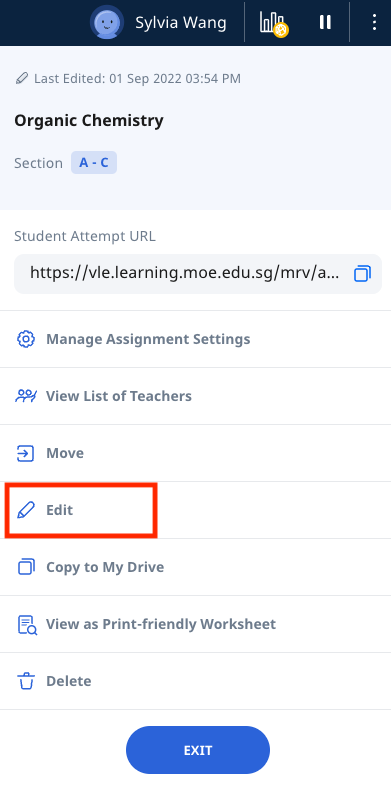 Sylvia Wang
Last Edited: 01 Sep 2022 03:54 PM
Organic Chemistry
Section A - C
Student Attempt URL
https://vle.learning.moe.edu.sg/mrv/a...
Manage Assignment Settings
View List of Teachers
Move
Edit
Copy to My Drive
View as Print-friendly Worksheet
Delete
EXIT